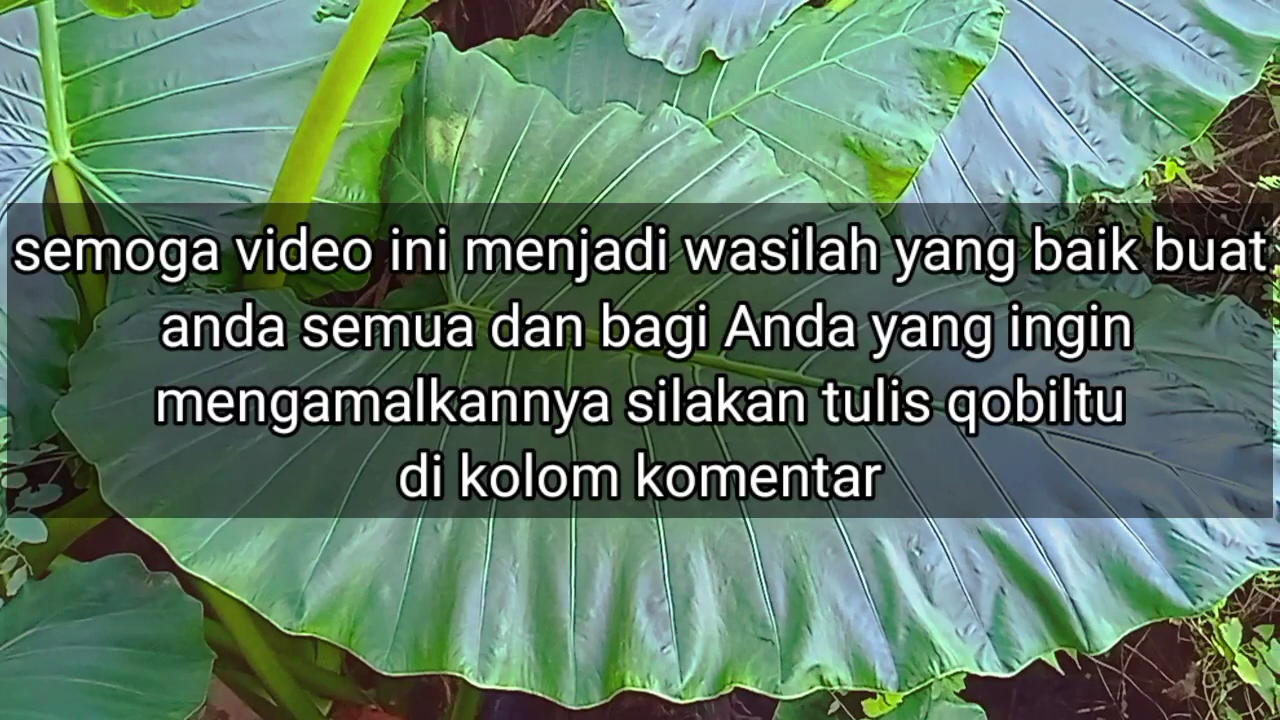 semoga video ini menjadi wasilah yang baik buat
anda semua dan bagi Anda yang ingin
mengamalkannya silakan tulis qobiltu
di kolom komentar